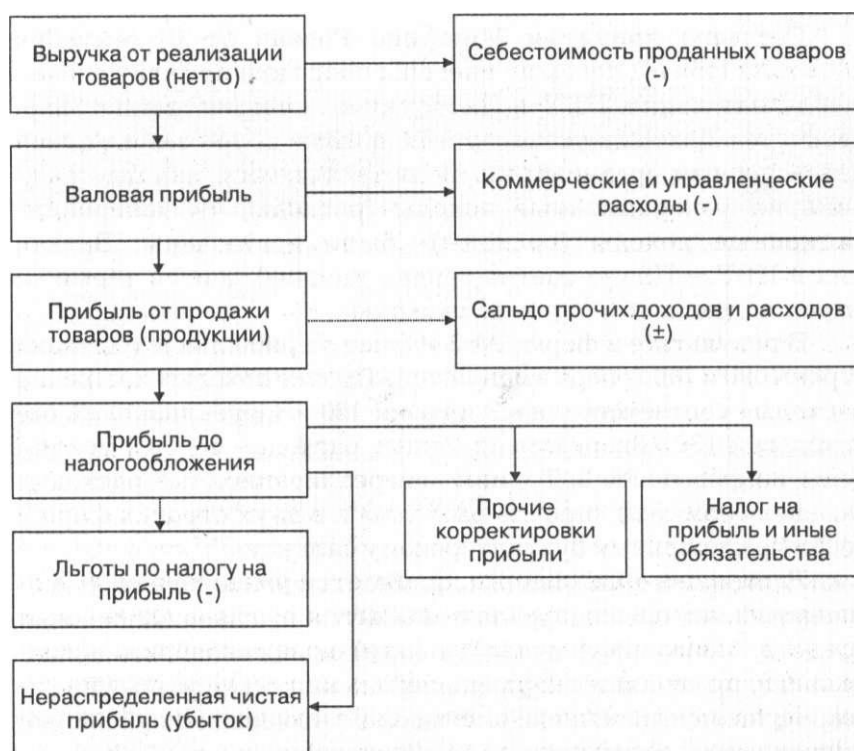 Выручка от реализации
товаров (нетто)
Себестоимость проданных товаров
(-)
Валовая прибыль
Коммерческие и управленческие
расходы (-)
Прибыль от продажи
товаров (продукции)
Сальдо прочих доходов и расходов
(±)
Прибыль до
налогообложения
Прочие
корректировки
прибыли
Налог на
прибыль и иные
обязательства
Льготы по налогу на
прибыль (-)
Нераспределенная чистая
прибыль (убыток)